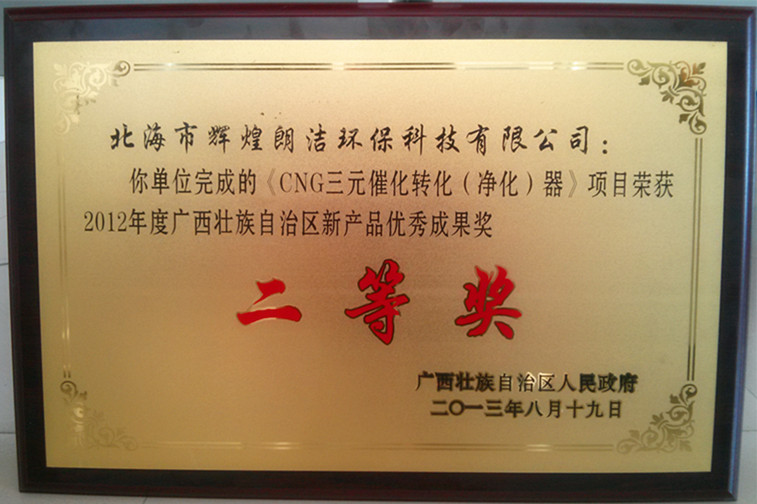 北海市辉煌朗洁环保科技有限公司：
你单位完成的《CNG三元催化转化（净化）器》项目荣获
2012年度广西壮族自治区新产品优秀成果奖
二等奖
广西壮族自治区人民政府
二〇一三年八月十九日